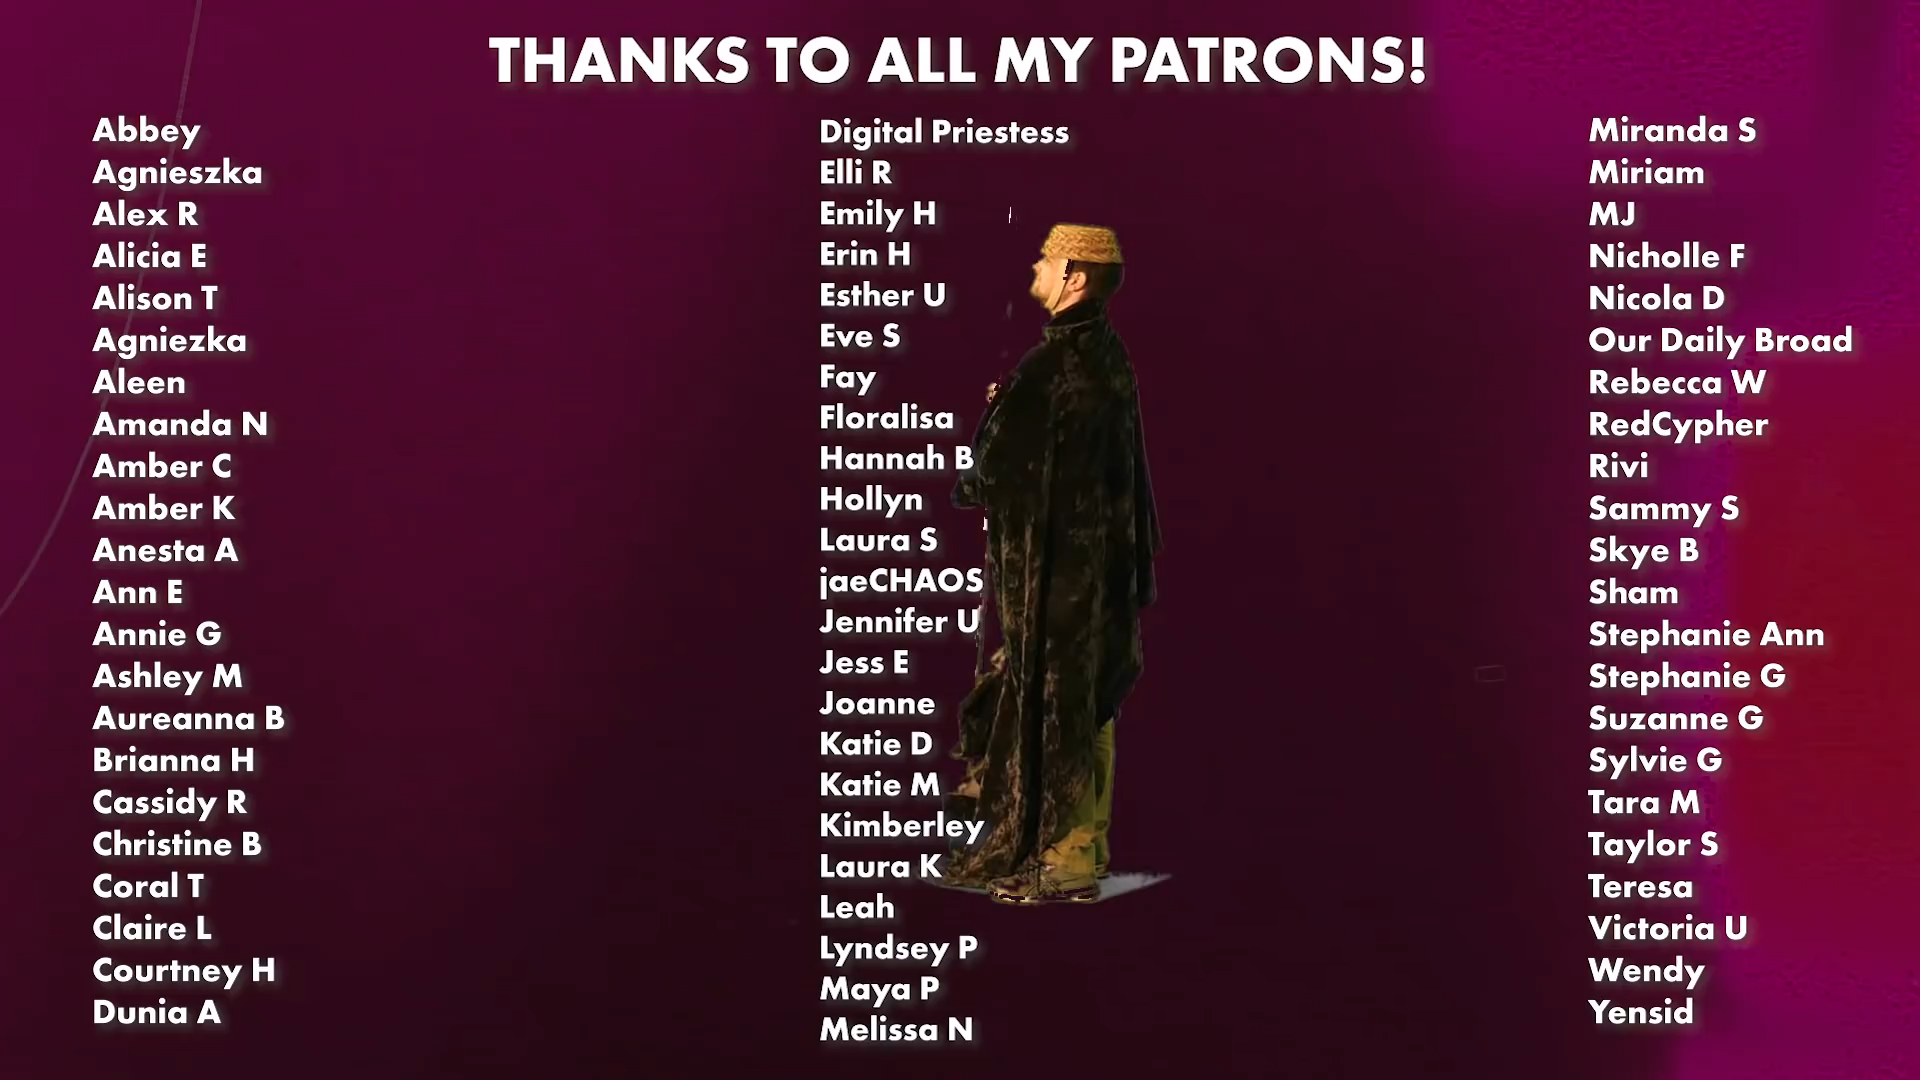 THANKS TO ALL MY PATRONS!
Abbey
Agnieszka
Alex R
Alicia E
Alison T
Agniezka
Aleen
Amanda N
Amber C
Amber K
Anesta A
Ann E
Annie G
Ashley M
Aureanna B
Brianna H
Cassidy R
Christine B
Coral T
Claire L
Courtney H
Dunia A
Digital Priestess
Elli R
Emily H
Erin H
Esther U
Eve S
Fay
Floralisa
Hannah B
Hollyn
Laura S
jaeCHAOS
Jennifer U
Jess E
Joanne
Katie D
Katie M
Kimberley
Laura K
Leah
Lyndsey P
Maya P
Melissa N
Miranda S
Miriam
MJ
Nicholle F
Nicola D
Our Daily Broad
Rebecca W
RedCypher
Rivi
Sammy S
Skye B
Sham
Stephanie Ann
Stephanie G
Suzanne G
Sylvie G
Tara M
Taylor S
Teresa
Victoria U
Wendy
Yensid